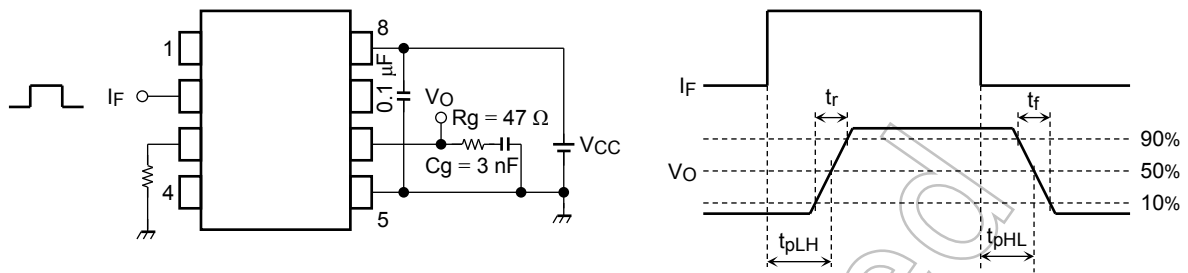 1
8
0.1 µF
IF
VO
Rg = 47 Ω
VCC
Cg = 3 nF
4
5
IF
tr
tf
90%
VO
50%
10%
tpLH
tpHL